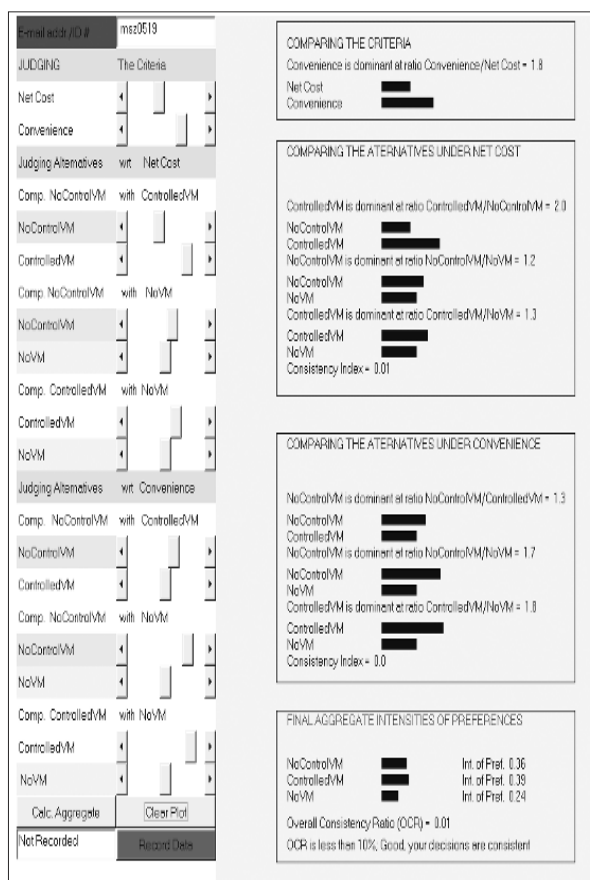 E-mail addr./ID # msz0519
JUDGING The Criteria
Net Cost
Convenience
Judging Alternatives wrt Net Cost
Comp. NoControlVM with ControlledVM
NoControlVM
ControlledVM
Comp. NoControlVM with NoVM
NoControlVM
NoVM
Comp. ControlledVM with NoVM
ControlledVM
NoVM
Judging Alternatives wrt Convenience
Comp. NoControlVM with ControlledVM
NoControlVM
ControlledVM
Comp. NoControlVM with NoVM
NoControlVM
NoVM
Comp. ControlledVM with NoVM
ControlledVM
NoVM
Calc. Aggregate Clear Plot
Not Recorded Record Data
COMPARING THE CRITERIA
Convenience is dominant at ratio Convenience/Net Cost = 1.8
Net Cost
Convenience
COMPARING THE ATERNATIVES UNDER NET COST
ControlledVM is dominant at ratio ControlledVM/NoControlVM = 2.0
NoControlVM
ControlledVM
NoControlVM is dominant at ratio NoControlVM/NoVM = 1.2
NoControlVM
NoVM
ControlledVM is dominant at ratio ControlledVM/NoVM = 1.3
ControlledVM
NoVM
Consistency Index = 0.01
COMPARING THE ATERNATIVES UNDER CONVENIENCE
NoControlVM is dominant at ratio NoControlVM/ControlledVM = 1.3
NoControlVM
ControlledVM
NoControlVM is dominant at ratio NoControlVM/NoVM = 1.7
NoControlVM
NoVM
ControlledVM is dominant at ratio ControlledVM/NoVM = 1.8
ControlledVM
NoVM
Consistency Index = 0.0
FINAL AGGREGATE INTENSITIES OF PREFERENCES
NoControlVM Int. of Pref. 0.36
ControlledVM Int. of Pref. 0.39
NoVM Int. of Pref. 0.24
Overall Consistency Ratio (OCR) = 0.01
OCR is less than 10%, Good, your decisions are consistent